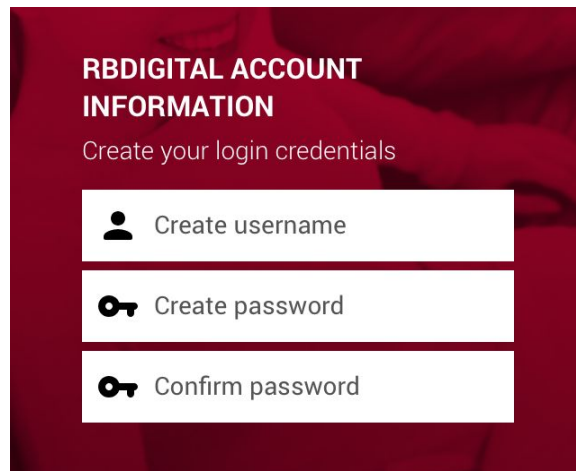 RBDIGITAL ACCOUNT
INFORMATION
Create your login credentials
Create username
Create password
Confirm password